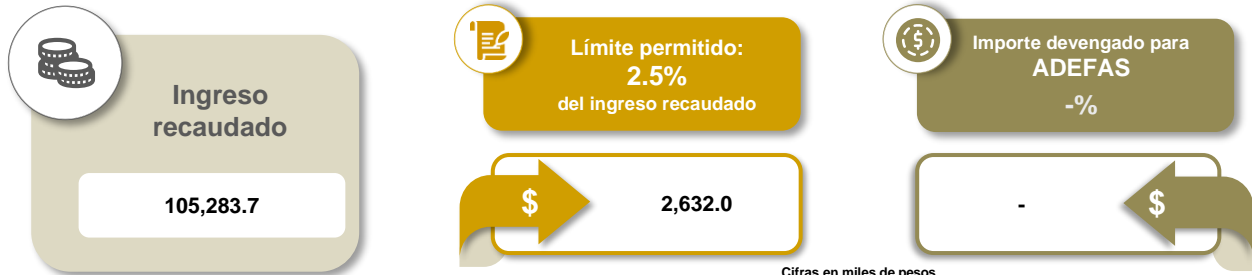 Ingreso
recaudado
105,283.7
Límite permitido:
2.5%
del ingreso recaudado
$
2,632.0
Importe devengado para
ADEFAS
-%
-
$
Cifras en miles de pesos